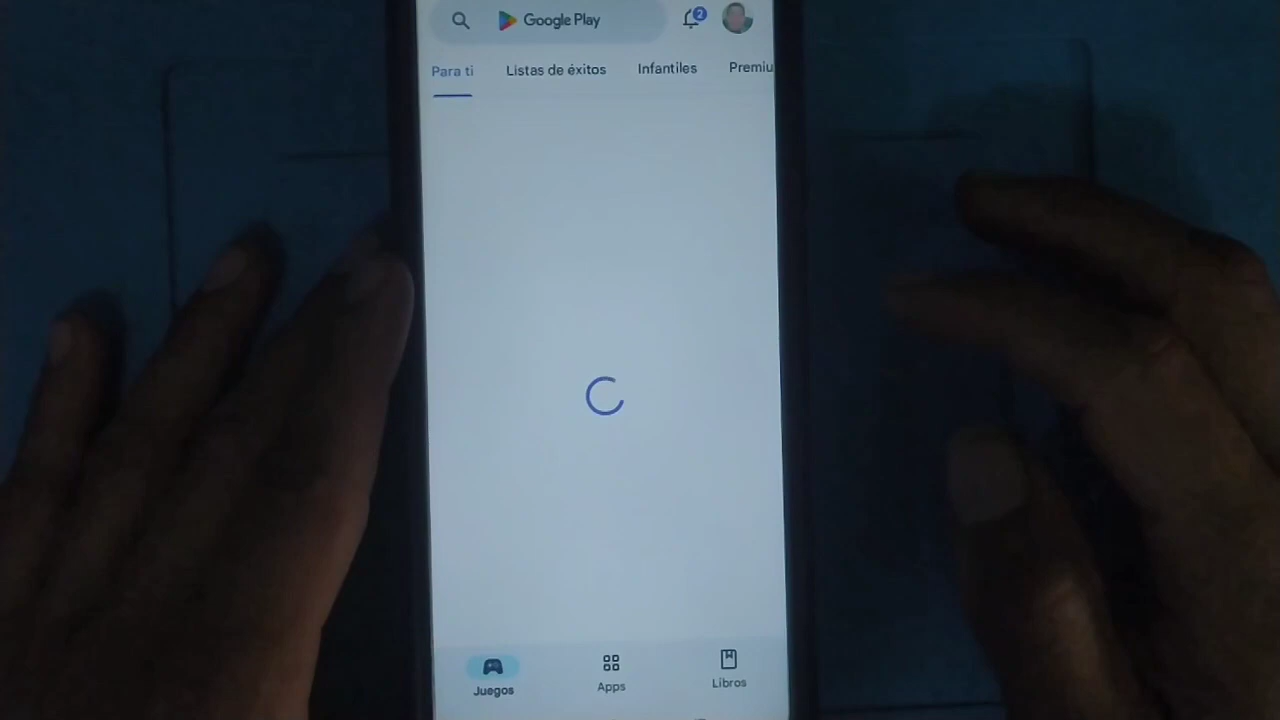 Google Play
2
Para ti
Listas de éxitos
Infantiles
Premiu
Juegos
Apps
Libros